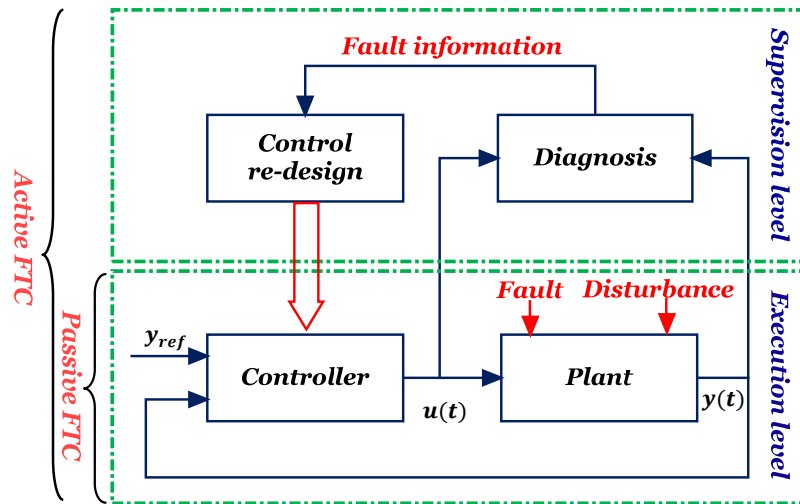 Fault information
Control
re-design
Diagnosis
Supervision level
Active FTC
Passive FTC
Fault
Disturbance
y_ref
Controller
Plant
u(t)
y(t)
Execution level